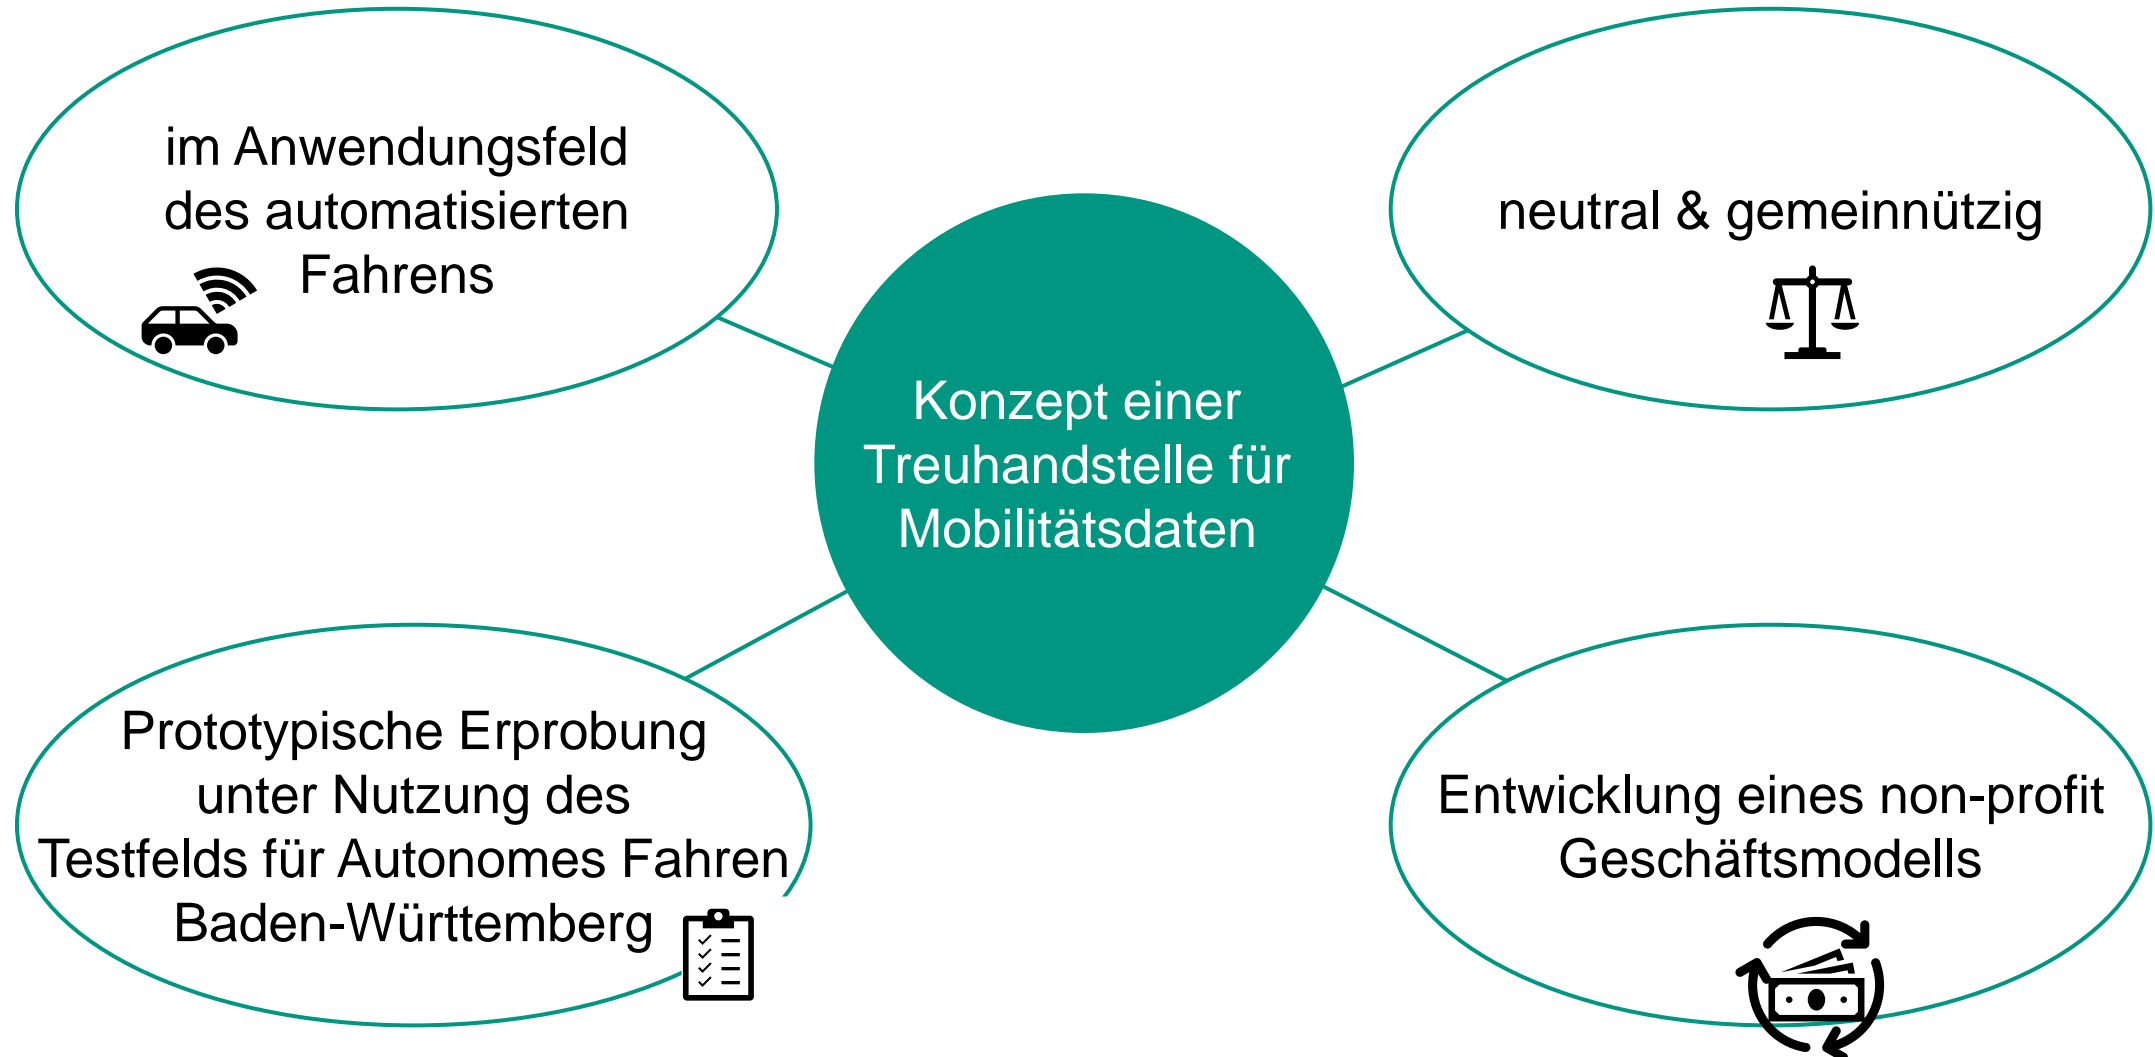 im Anwendungsfeld
des automatisierten
Fahrens
neutral & gemeinnützig
Konzept einer
Treuhandstelle für
Mobilitätsdaten
Prototypische Erprobung
unter Nutzung des
Testfelds für Autonomes Fahren
Baden-Württemberg
Entwicklung eines non-profit
Geschäftsmodells